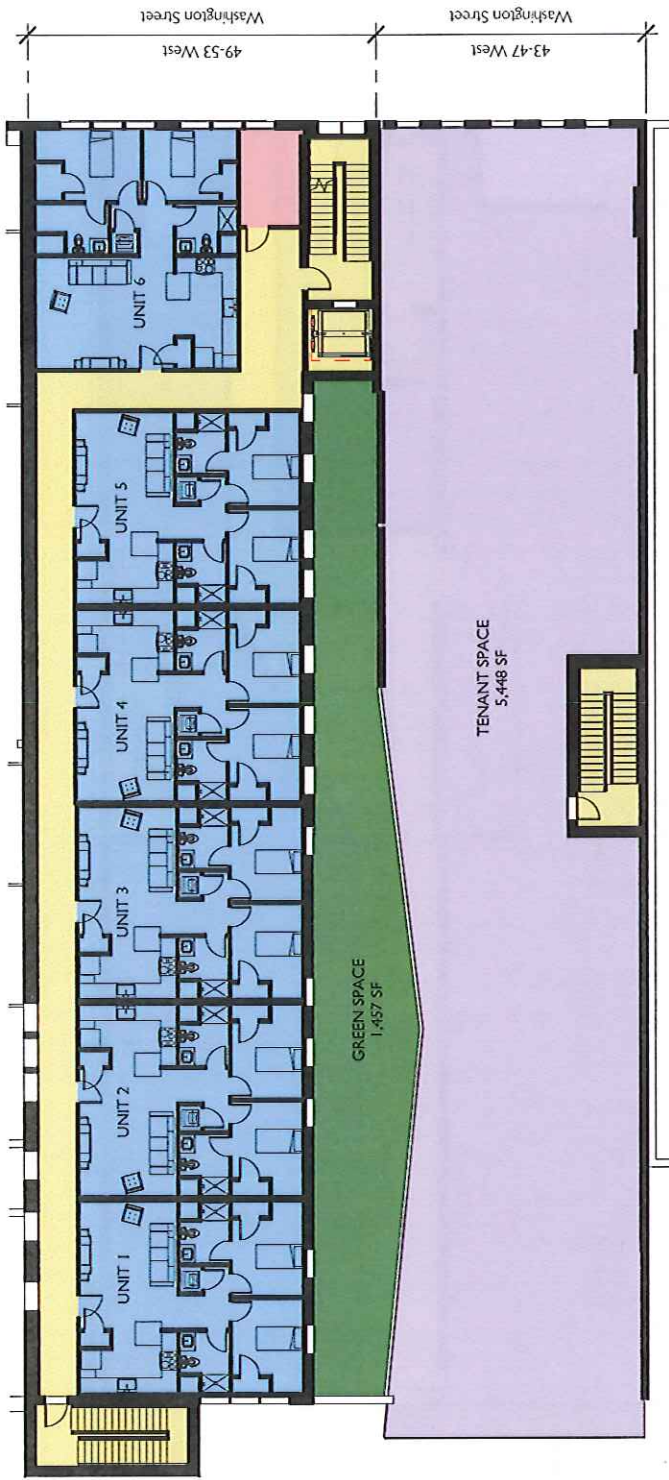 Washington Street
49-53 West
Washington Street
43-47 West
UNIT 1
UNIT 2
UNIT 3
UNIT 4
UNIT 5
UNIT 6
GREEN SPACE
1,457 SF
TENANT SPACE
5,448 SF